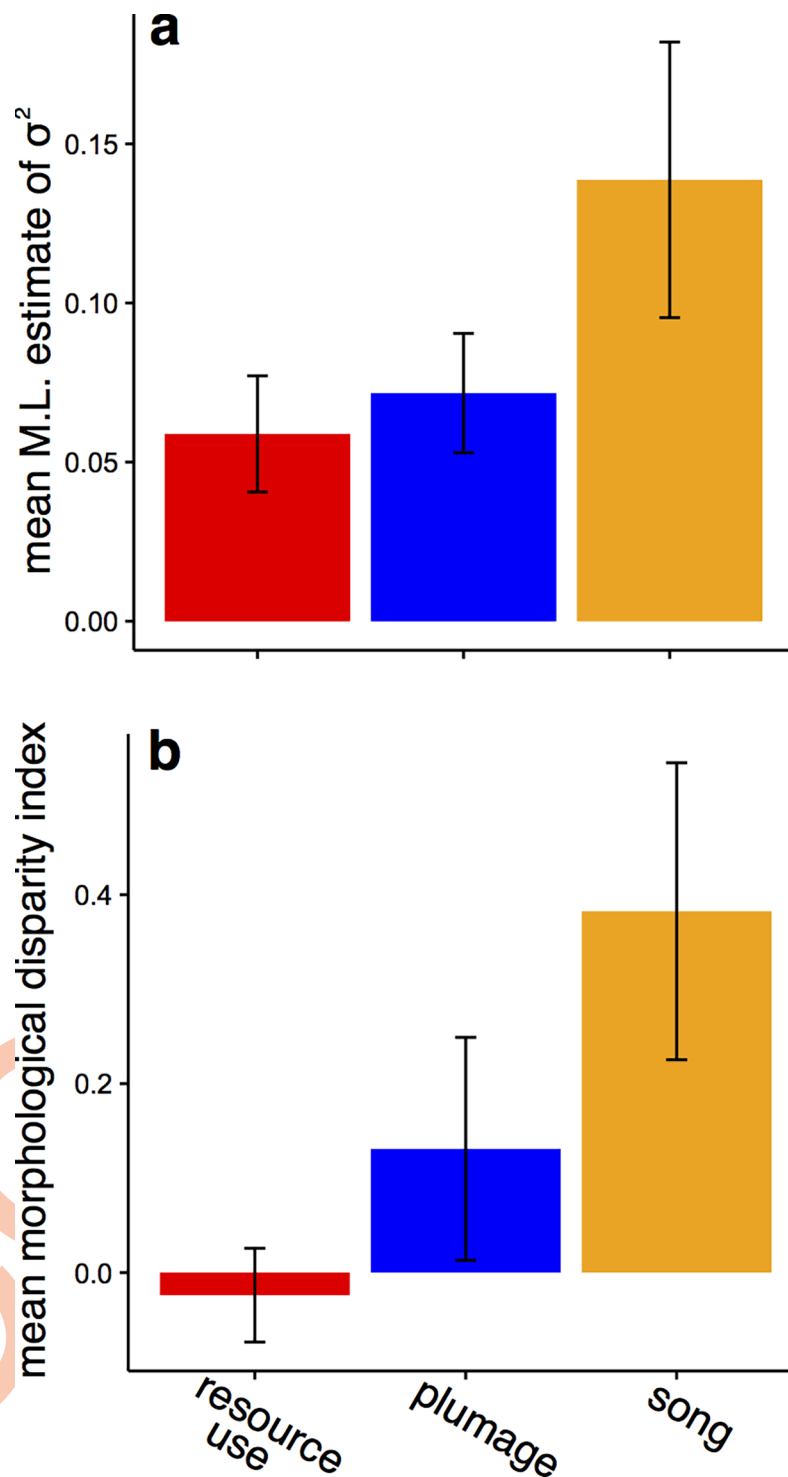 a
mean M.L. estimate of σ²
0.15
0.10
0.05
0.00
b
mean morphological disparity index
0.4
0.2
0.0
resource
use
plumage
song